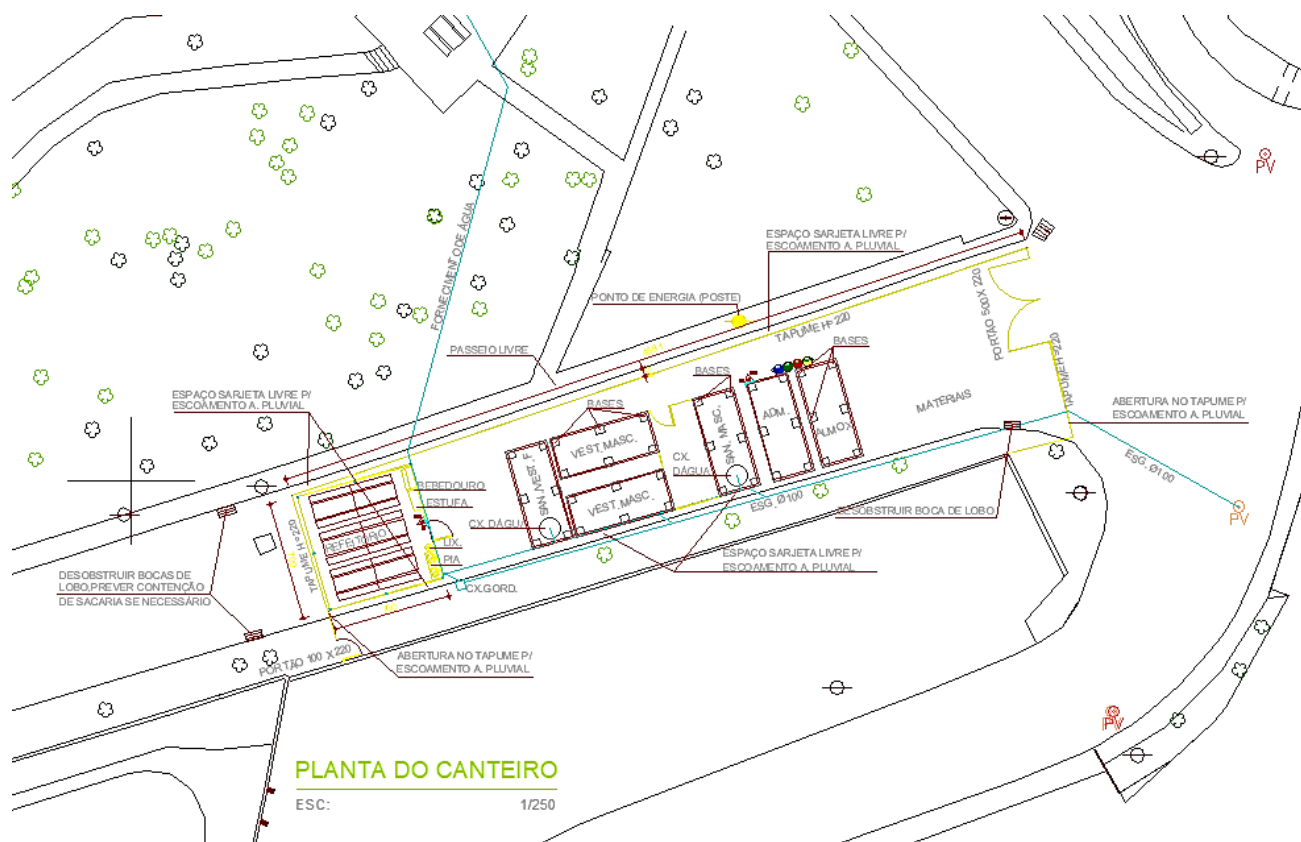 PV
FORNECIMENTO DE ÁGUA
ESPAÇO SARJETA LIVRE P/
ESCOAMENTO A. PLUVIAL
PONTO DE ENERGIA (POSTE)
PORTÃO 500X 220
TAPUME H=220
BASES
PASSEIO LIVRE
TAPUME H=220
BASES
ESPAÇO SARJETA LIVRE P/
ESCOAMENTO A. PLUVIAL
BASES
MATERIAIS
ABERTURA NO TAPUME P/
ESCOAMENTO A. PLUVIAL
SAN./VEST. F.
VEST. MASC.
VEST. MASC.
SAN. MASC.
ADM.
ALMOX.
CX.
DÁGUA
ESG. Ø100
BEBEDOURO
ESTUFA
CX. DÁGUA
ESG. Ø100
DESOBSTRUIR BOCA DE LOBO
PV
TAPUME H=220
REFEITÓRIO
LIX.
PIA
CX.GORD.
ESPAÇO SARJETA LIVRE P/
ESCOAMENTO A. PLUVIAL
DESOBSTRUIR BOCAS DE
LOBO,PREVER CONTENÇÃO
DE SACARIA SE NECESSÁRIO
PORTÃO 100 X 220
ABERTURA NO TAPUME P/
ESCOAMENTO A. PLUVIAL
PV
PLANTA DO CANTEIRO
ESC: 1/250